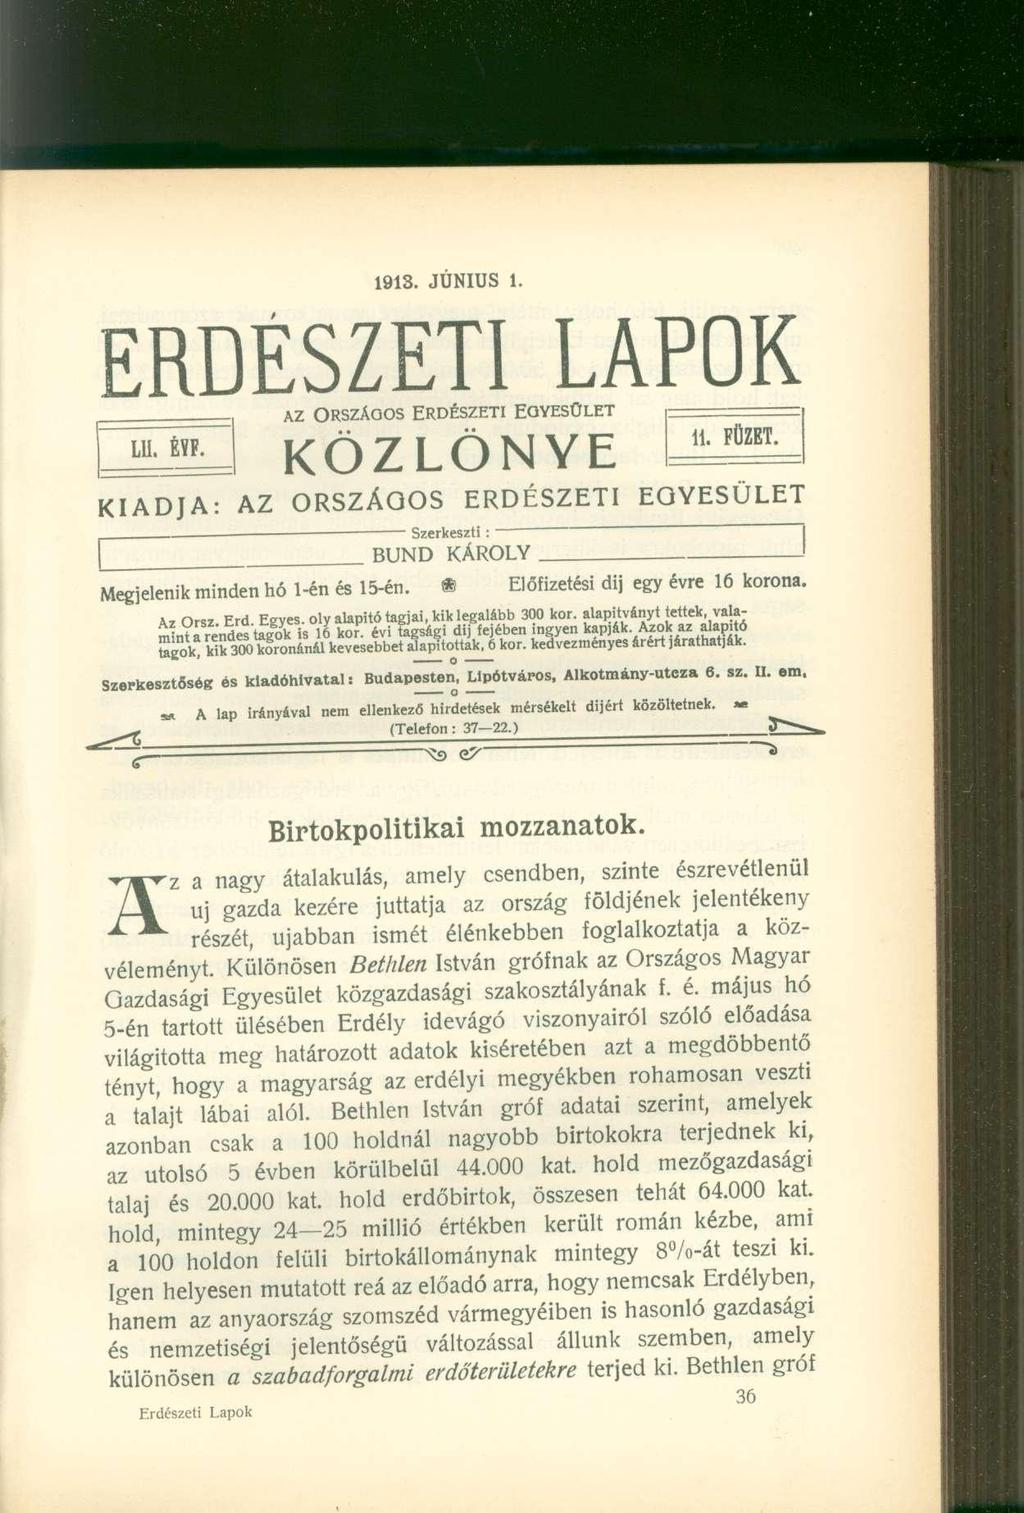 1913. JÚNIUS 1.
ERDÉSZETI LAPOK
AZ ORSZÁGOS ERDÉSZETI EGYESÜLET
LII. ÉVF.
KÖZLÖNYE
11. FÜZET.
KIADJA: AZ ORSZÁGOS ERDÉSZETI EGYESÜLET
Szerkeszti:
BUND KÁROLY
Megjelenik minden hó 1-én és 15-én. Előfizetési dij egy évre 16 korona.
Az Orsz. Erd. Egyes. oly alapitó tagjai, kik legalább 300 kor. alapitványt tettek, vala-
mint a rendes tagok is 16 kor. évi tagsági dij fejében ingyen kapják. Azok az alapitó
tagok, kik 300 koronánál kevesebbet alapitottak, 6 kor. kedvezményes árért járathatják.
Szerkesztőség és kiadóhivatal: Budapesten, Lipótváros, Alkotmány-utcza 6. sz. II. em.
A lap irányával nem ellenkező hirdetések mérsékelt dijért közöltetnek.
(Telefon: 37—22.)
Birtokpolitikai mozzanatok.
Az a nagy átalakulás, amely csendben, szinte észrevétlenül
uj gazda kezére juttatja az ország földjének jelentékeny
részét, ujabban ismét élénkebben foglalkoztatja a köz-
véleményt. Különösen Bethlen István grófnak az Országos Magyar
Gazdasági Egyesület közgazdasági szakosztályának f. é. május hó
5-én tartott ülésében Erdély idevágó viszonyairól szóló előadása
világitotta meg határozott adatok kiséretében azt a megdöbbentő
tényt, hogy a magyarság az erdélyi megyékben rohamosan veszti
a talajt lábai alól. Bethlen István gróf adatai szerint, amelyek
azonban csak a 100 holdnál nagyobb birtokokra terjednek ki,
az utolsó 5 évben körülbelül 44.000 kat. hold mezőgazdasági
talaj és 20.000 kat. hold erdőbirtok, összesen tehát 64.000 kat.
hold, mintegy 24—25 millió értékben került román kézbe, ami
a 100 holdon felüli birtokállománynak mintegy 8%-át teszi ki.
Igen helyesen mutatott reá az előadó arra, hogy nemcsak Erdélyben,
hanem az anyaország szomszéd vármegyéiben is hasonló gazdasági
és nemzetiségi jelentőségü változással állunk szemben, amely
különösen a szabadforgalmi erdőterületekre terjed ki. Bethlen gróf
Erdészeti Lapok
36